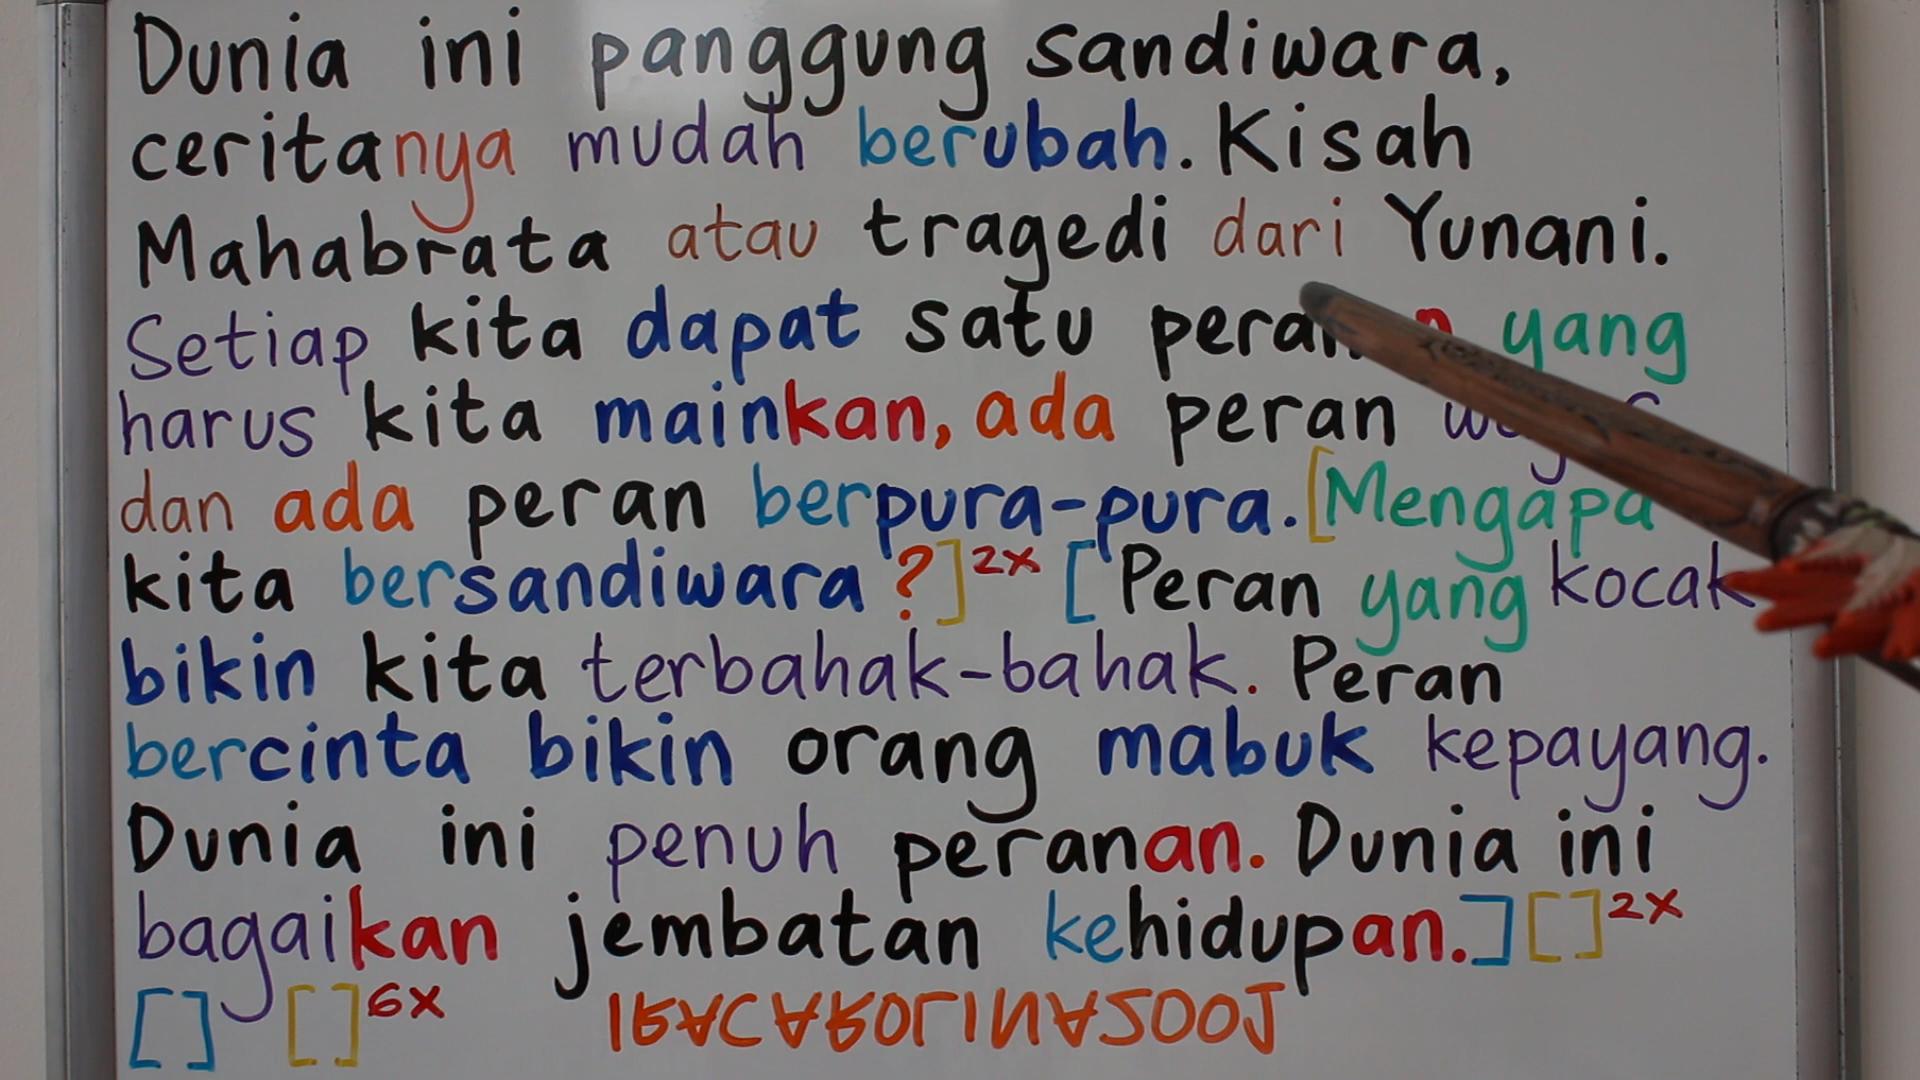 Dunia ini panggung sandiwara,
ceritanya mudah berubah. Kisah
Mahabrata atau tragedi dari Yunani.
Setiap kita dapat satu peranan yang
harus kita mainkan, ada peran
dan ada peran berpura-pura. [Mengapa
kita bersandiwara ?]2x [Peran yang kocak
bikin kita terbahak-bahak. Peran
bercinta bikin orang mabuk kepayang.
Dunia ini penuh peranan. Dunia ini
bagaikan jembatan kehidupan.] []2x
[] []6x